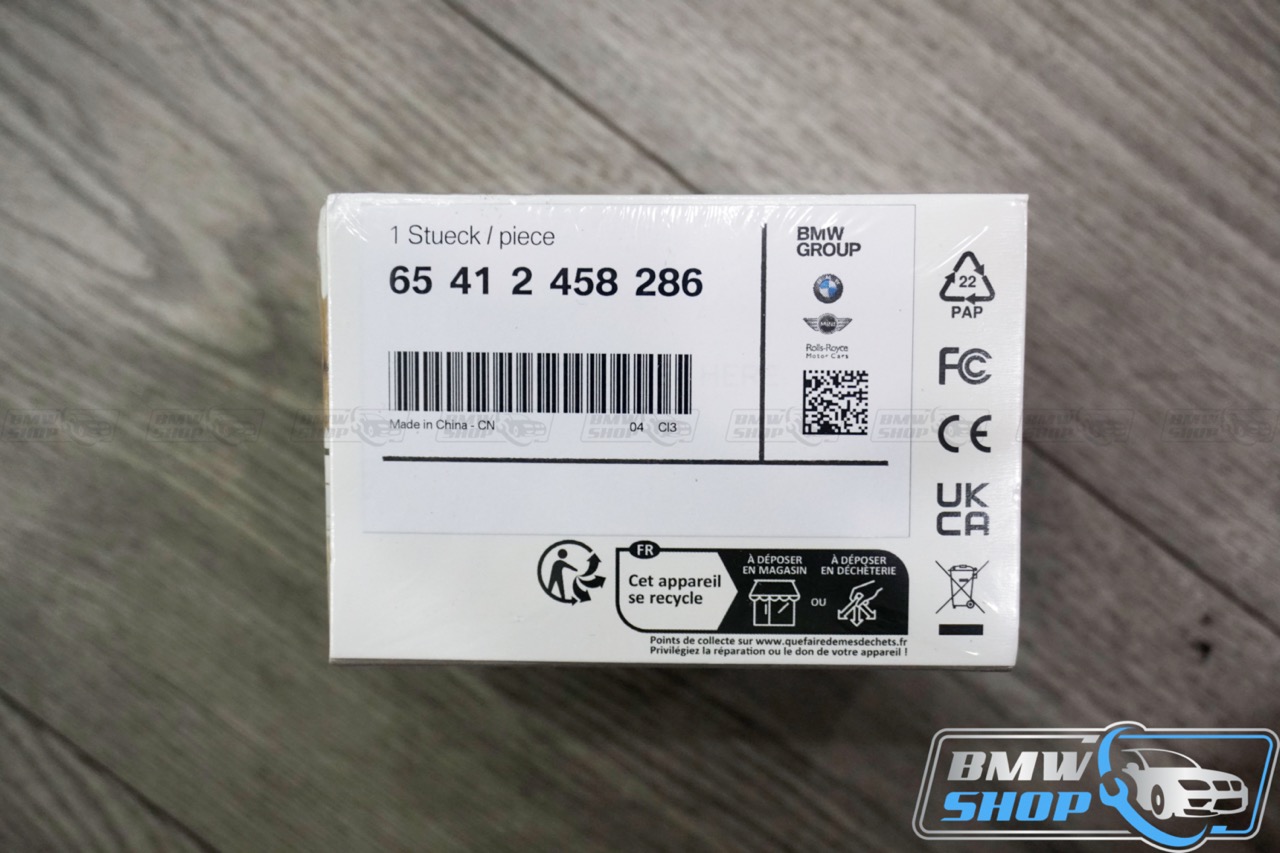 1 Stueck / piece
65 41 2 458 286
Made in China - CN
04 CI3
BMW
GROUP
MINI
Rolls-Royce
Motor Cars
22
PAP
FC
CE
UK
CA
FR
Cet appareil
se recycle
À DÉPOSER
EN MAGASIN
OU
À DÉPOSER
EN DÉCHÈTERIE
Points de collecte sur www.quefairedemesdechets.fr
Privilégiez la réparation ou le don de votre appareil !
BMW
SHOP